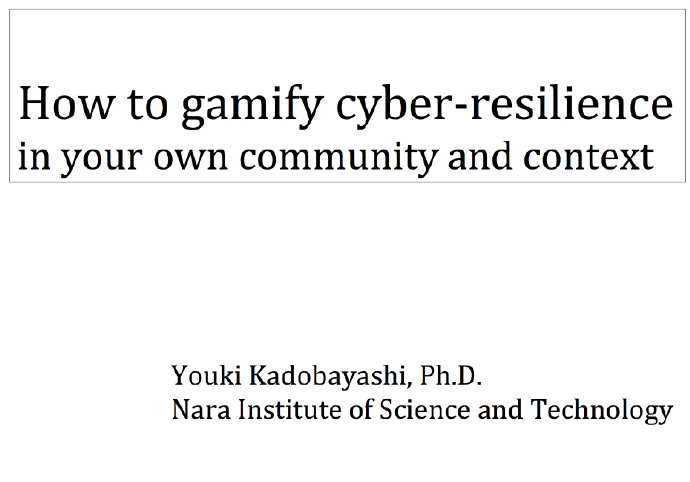 How to gamify cyber-resilience
in your own community and context
Youki Kadobayashi, Ph.D.
Nara Institute of Science and Technology